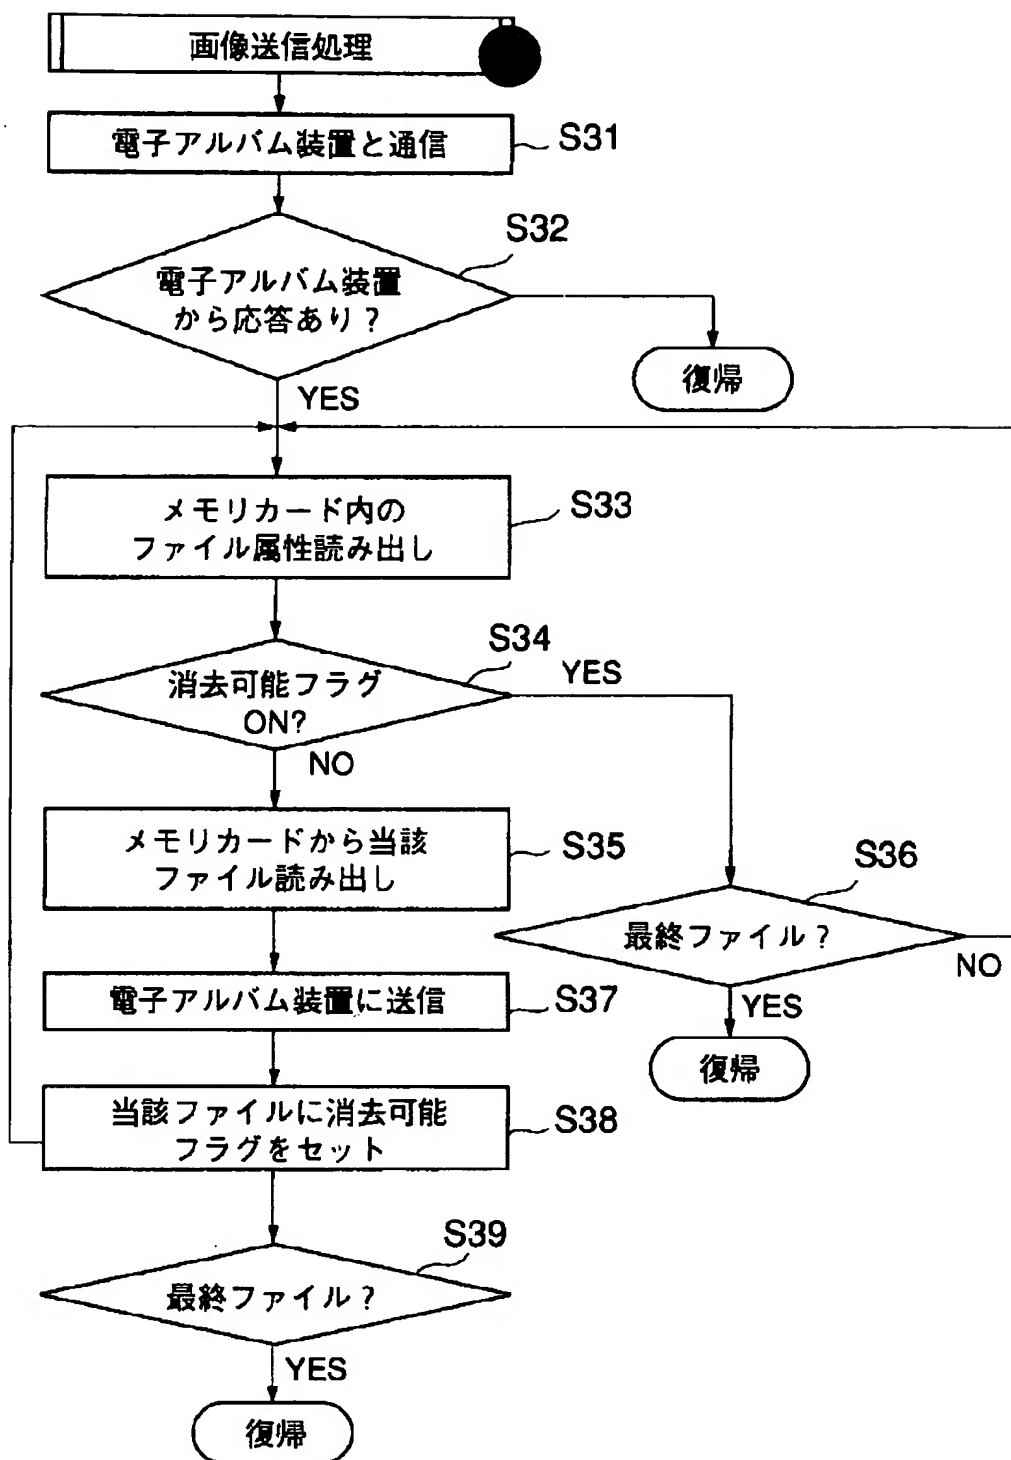 画像送信処理
電子アルバム装置と通信
S31
S32
電子アルバム装置
から応答あり?
復帰
YES
メモリカード内の
ファイル属性読み出し
S33
S34
消去可能フラグ
ON?
YES
NO
メモリカードから当該
ファイル読み出し
S35
S36
最終ファイル?
NO
YES
復帰
電子アルバム装置に送信
S37
当該ファイルに消去可能
フラグをセット
S38
S39
最終ファイル?
YES
復帰